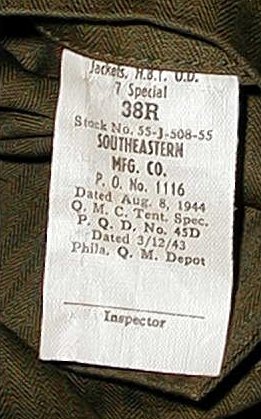 Jackets, H.B.T. O.D.
7 Special
38R
Stock No. 55-J-508-55
SOUTHEASTERN
MFG. CO.
P. O. No. 1116
Dated Aug. 8, 1944
Q. M. C. Tent. Spec.
P. Q. D. No. 45D
Dated 3/12/43
Phila. Q. M. Depot
Inspector